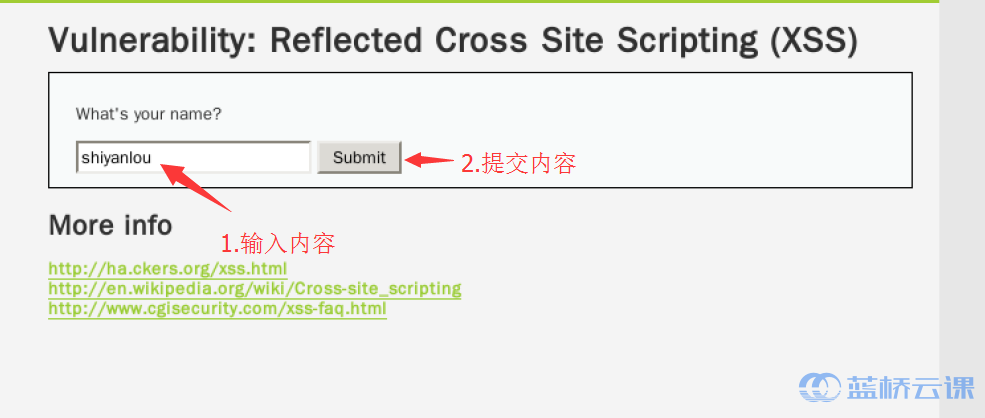 Vulnerability: Reflected Cross Site Scripting (XSS)
What's your name?
shiyanlou Submit 2.提交内容
More info
1.输入内容
http://ha.ckers.org/xss.html
http://en.wikipedia.org/wiki/Cross-site_scripting
http://www.cgisecurity.com/xss-faq.html
蓝桥云课